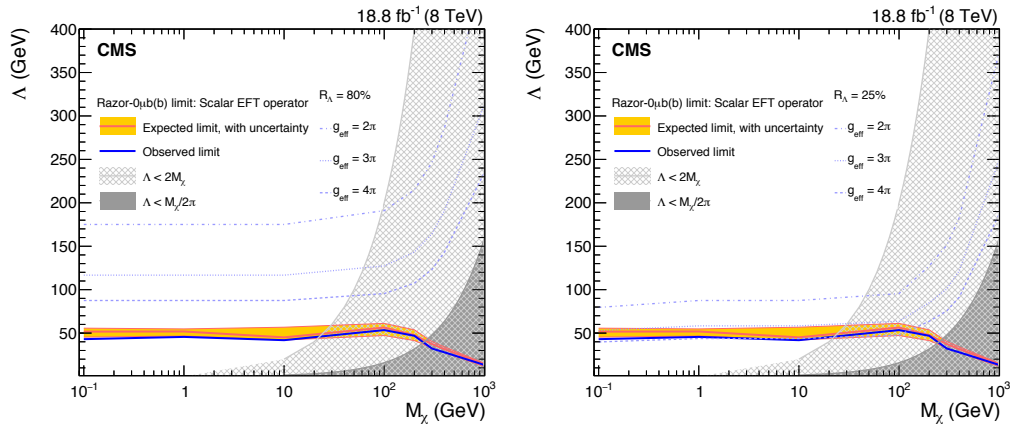 18.8 fb⁻¹ (8 TeV)
CMS
Razor-0μb(b) limit: Scalar EFT operator
R_Λ = 80%
Expected limit, with uncertainty
g_eff = 2π
Observed limit
g_eff = 3π
Λ < 2M_χ
g_eff = 4π
Λ < M_χ/2π
Λ (GeV)
400
350
300
250
200
150
100
50
10⁻¹
1
10
10²
10³
M_χ (GeV)
18.8 fb⁻¹ (8 TeV)
CMS
Razor-0μb(b) limit: Scalar EFT operator
R_Λ = 25%
Expected limit, with uncertainty
g_eff = 2π
Observed limit
g_eff = 3π
Λ < 2M_χ
g_eff = 4π
Λ < M_χ/2π
Λ (GeV)
400
350
300
250
200
150
100
50
10⁻¹
1
10
10²
10³
M_χ (GeV)